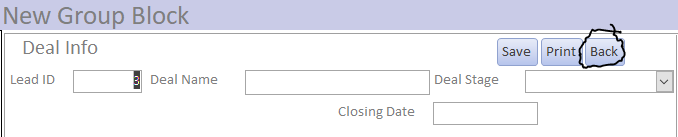 New Group Block
Deal Info Save Print Back
Lead ID 3 Deal Name Deal Stage
Closing Date